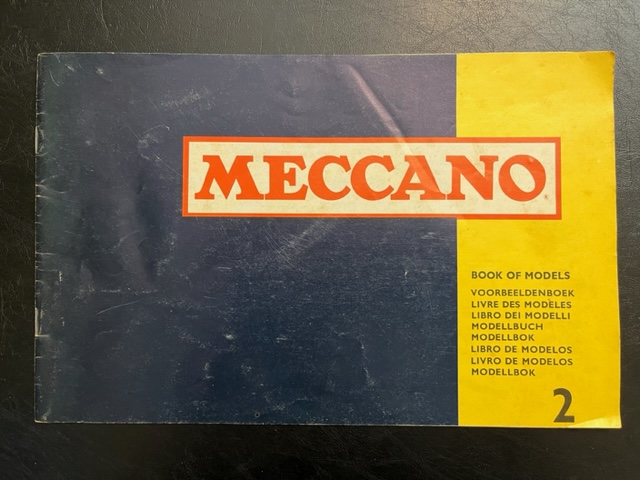 MECCANO
BOOK OF MODELS
VOORBEELDENBOEK
LIVRE DES MODÈLES
LIBRO DEI MODELLI
MODELLBUCH
MODELLBOK
LIBRO DE MODELOS
LIVRO DE MODELOS
MODELLBOK
2